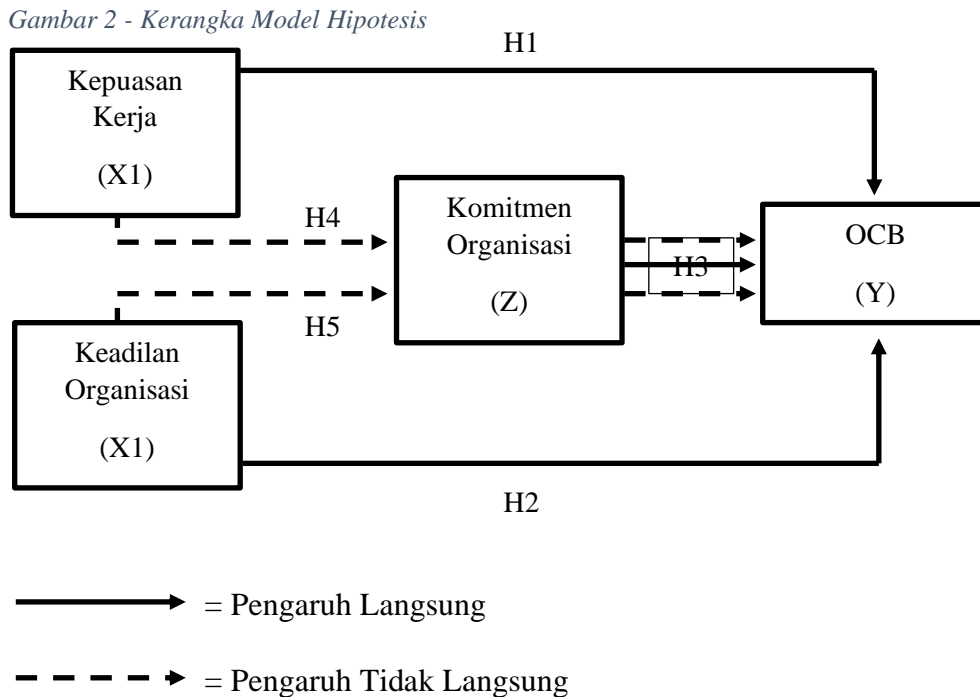 Gambar 2 - Kerangka Model Hipotesis
H1
Kepuasan
Kerja
(X1)
H4
Komitmen
Organisasi
(Z)
H3
OCB
(Y)
H5
Keadilan
Organisasi
(X1)
H2
= Pengaruh Langsung
= Pengaruh Tidak Langsung